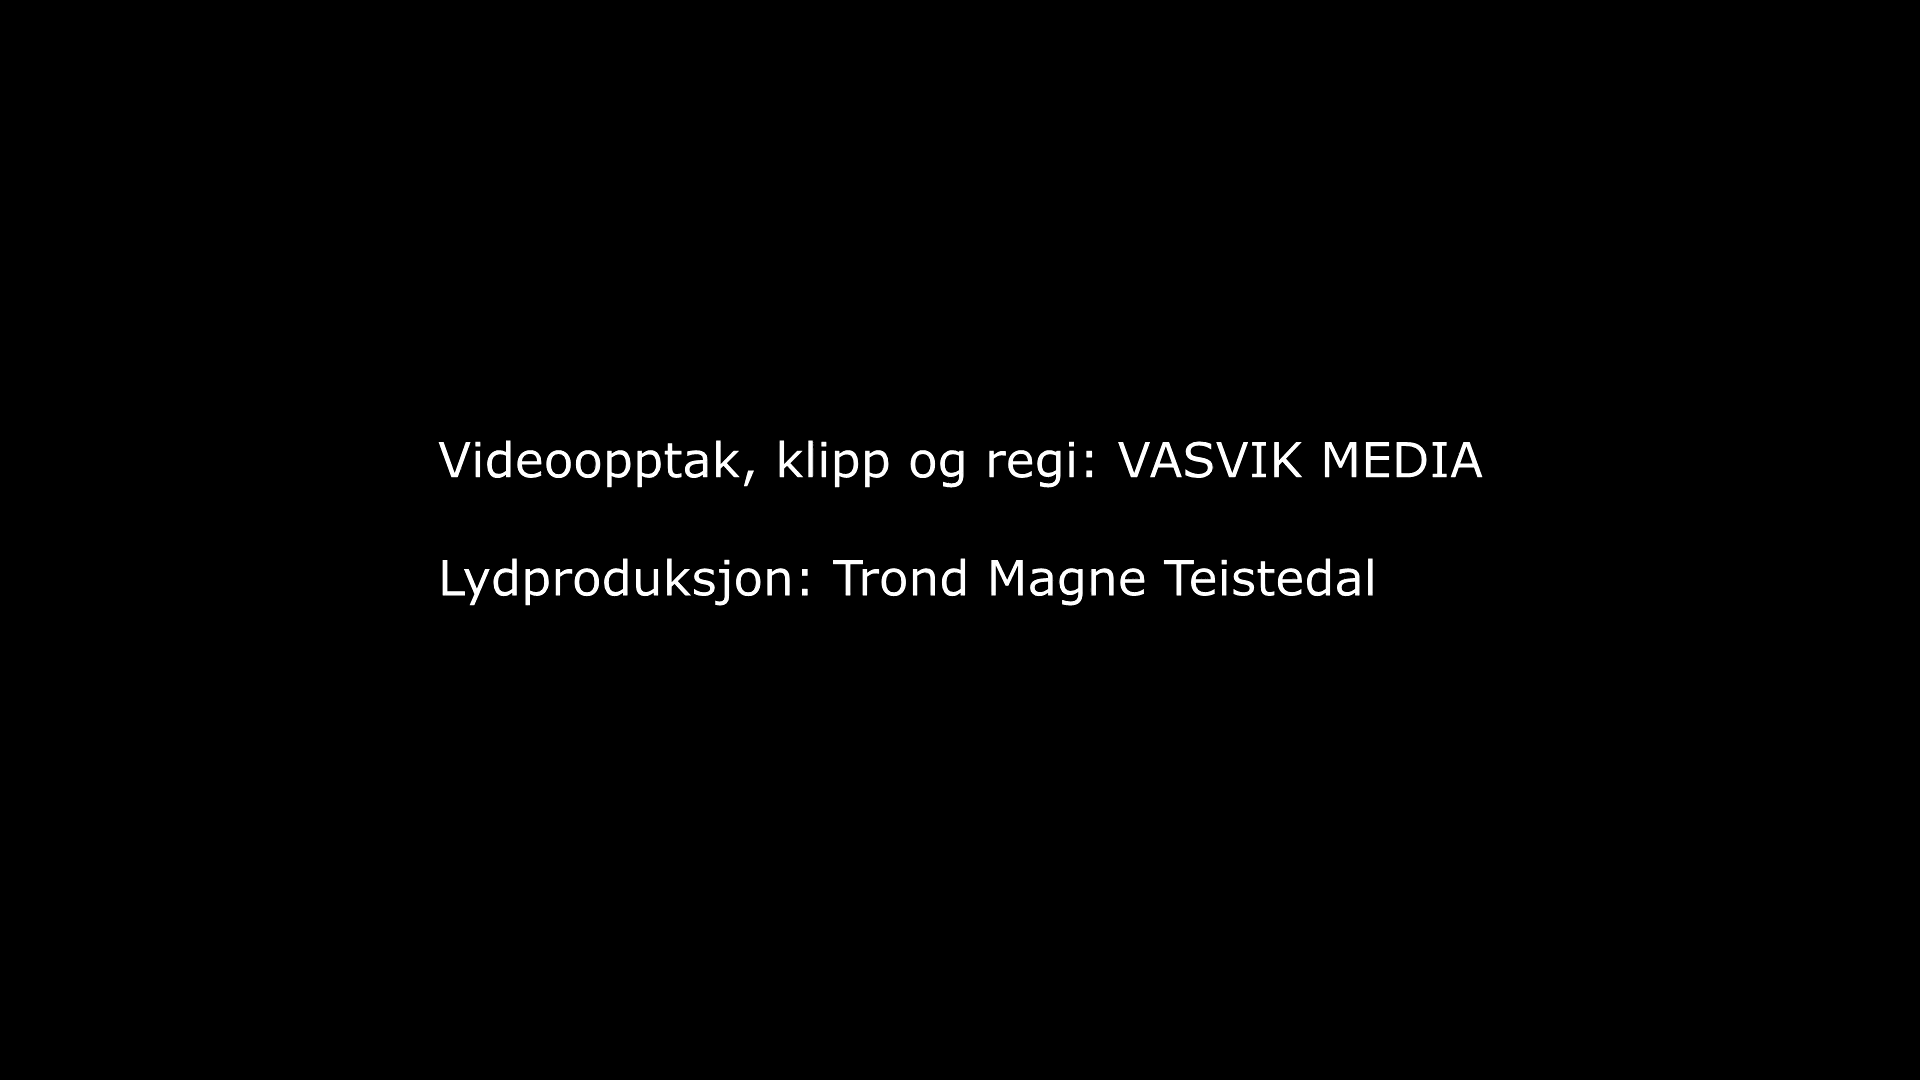 Videoopptak, klipp og regi: VASVIK MEDIA
Lydproduksjon: Trond Magne Teistedal